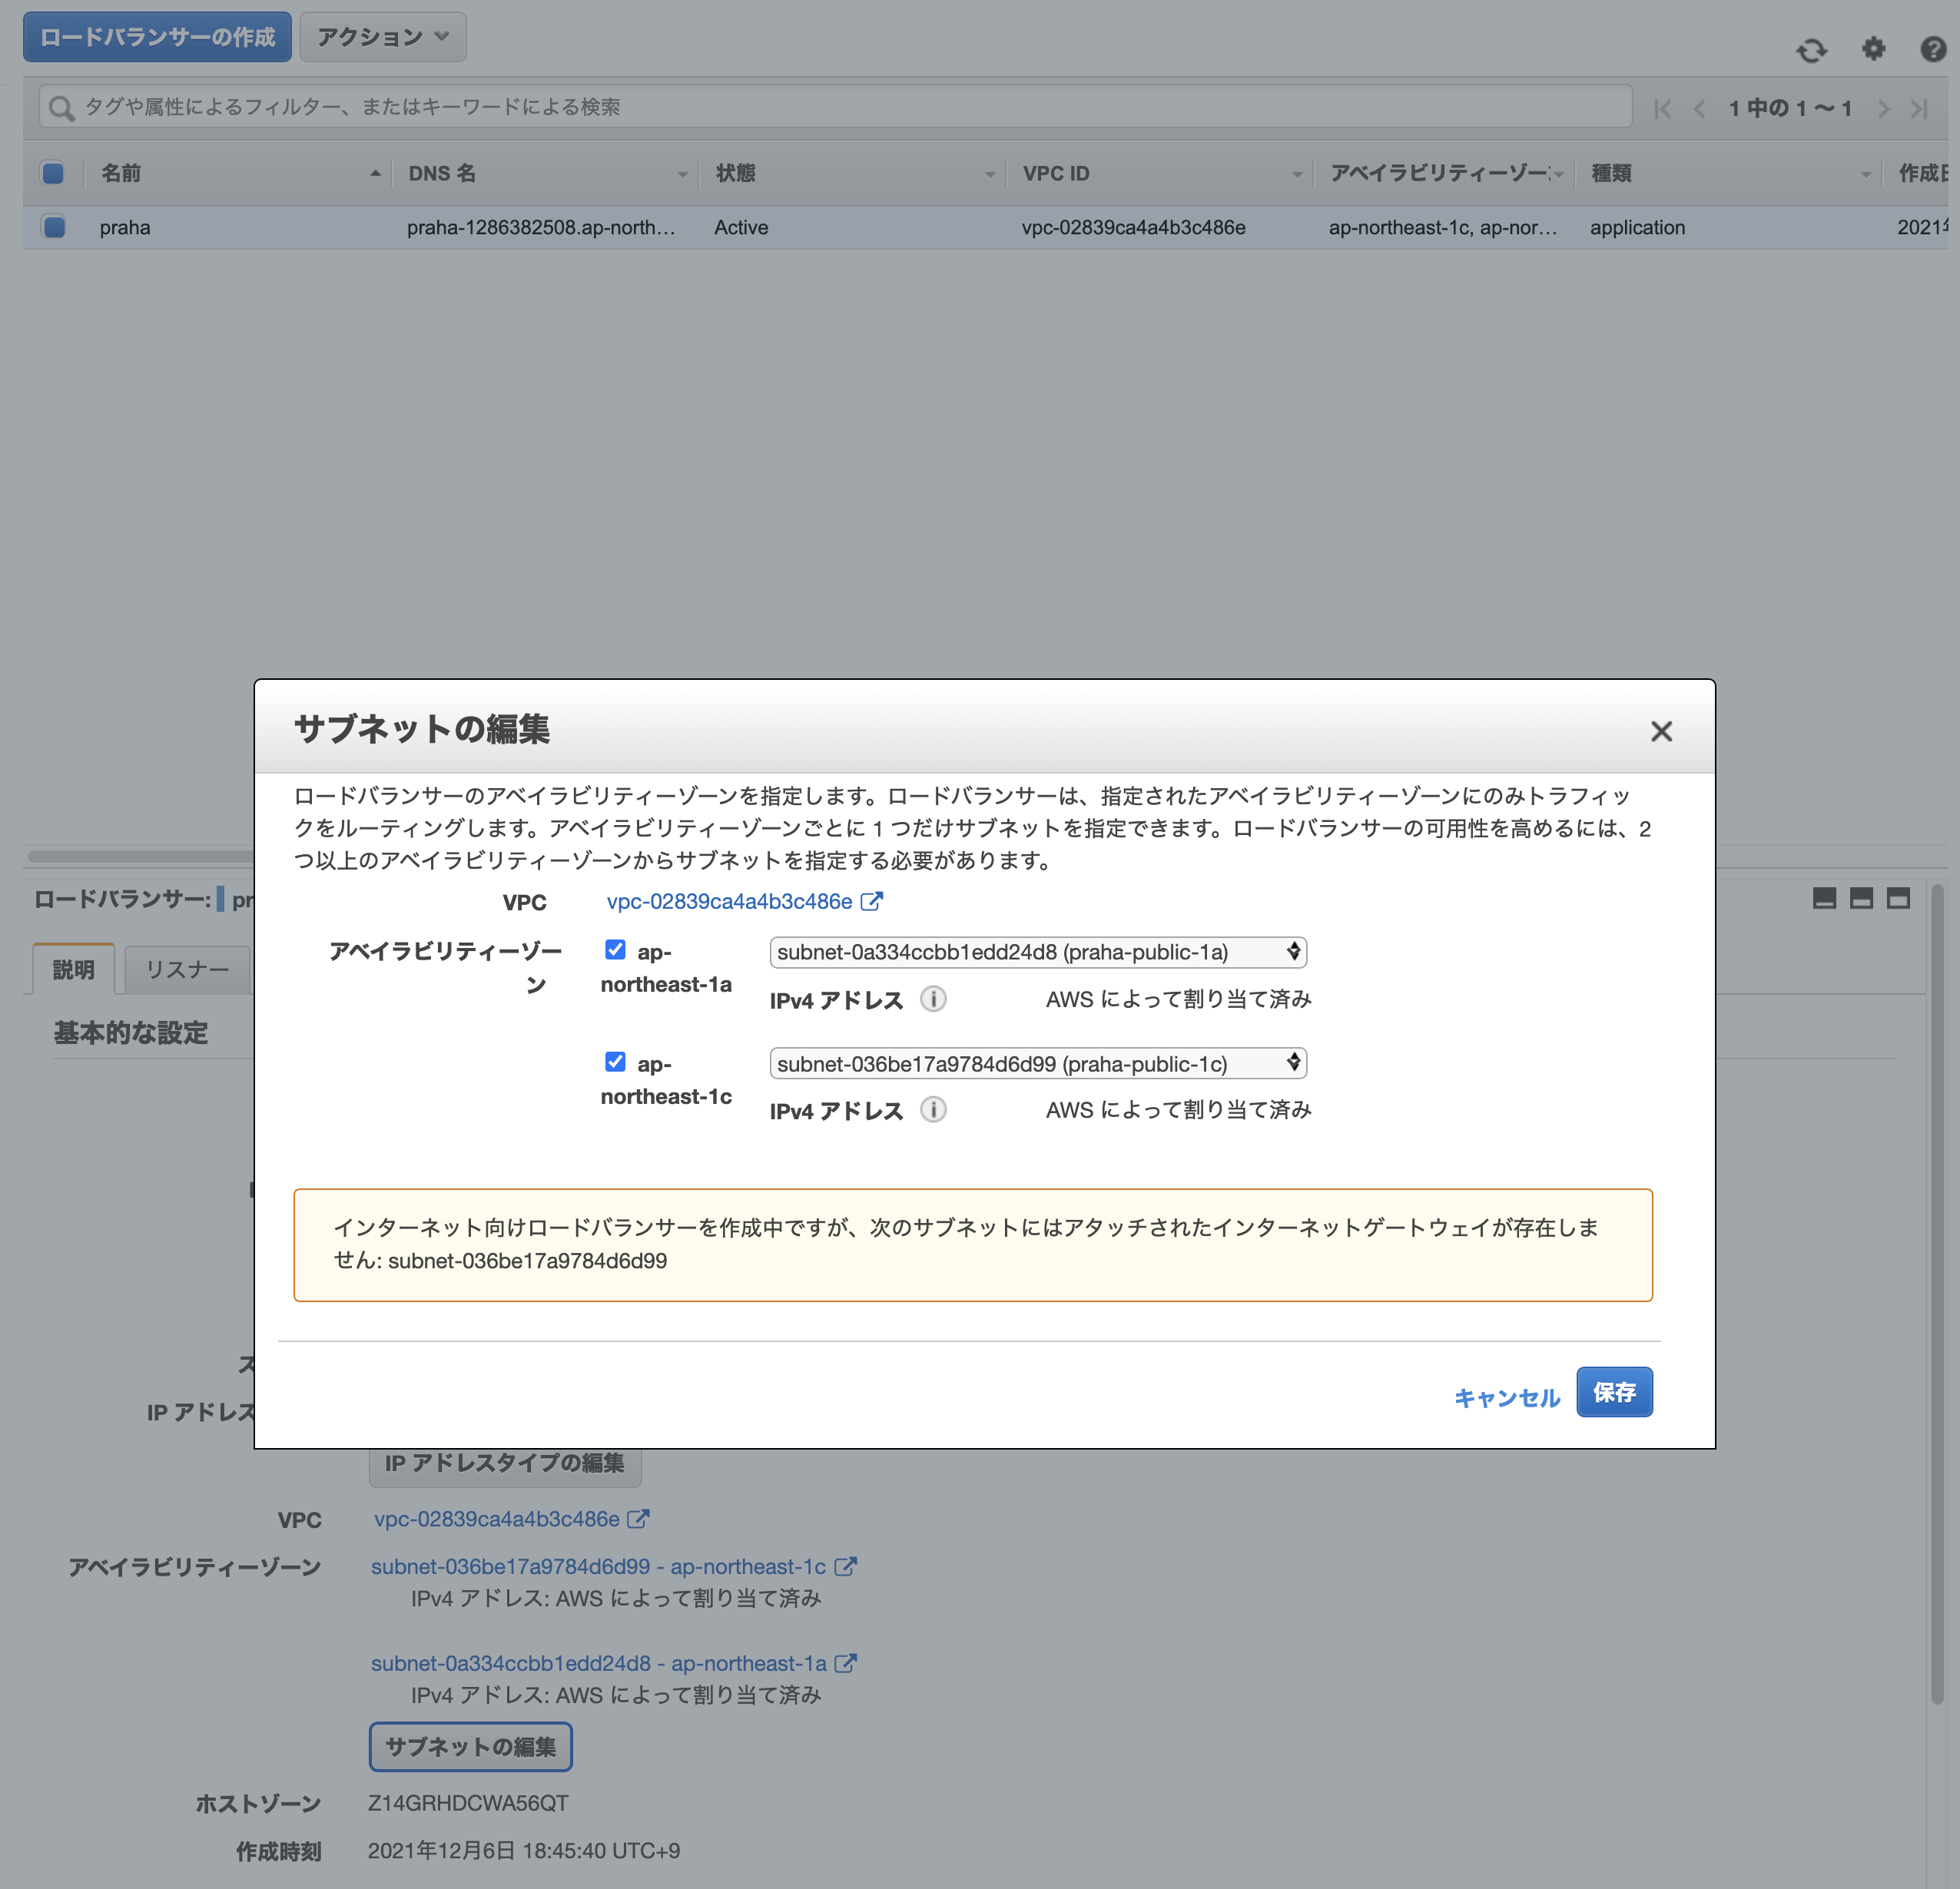 ロードバランサーの作成
アクション
タグや属性によるフィルター、またはキーワードによる検索
1 中の 1 ～ 1
名前
DNS 名
状態
VPC ID
アベイラビリティーゾー
種類
作成日
praha
praha-1286382508.ap-north…
Active
vpc-02839ca4a4b3c486e
ap-northeast-1c, ap-nor…
application
2021年
サブネットの編集
ロードバランサーのアベイラビリティーゾーンを指定します。ロードバランサーは、指定されたアベイラビリティーゾーンにのみトラフィッ
クをルーティングします。アベイラビリティーゾーンごとに 1 つだけサブネットを指定できます。ロードバランサーの可用性を高めるには、2
つ以上のアベイラビリティーゾーンからサブネットを指定する必要があります。
VPC
vpc-02839ca4a4b3c486e
アベイラビリティーゾー
ン
ap-
northeast-1a
subnet-0a334ccbb1edd24d8 (praha-public-1a)
IPv4 アドレス
AWS によって割り当て済み
ap-
northeast-1c
subnet-036be17a9784d6d99 (praha-public-1c)
IPv4 アドレス
AWS によって割り当て済み
インターネット向けロードバランサーを作成中ですが、次のサブネットにはアタッチされたインターネットゲートウェイが存在しま
せん: subnet-036be17a9784d6d99
キャンセル
保存
ロードバランサー:
pr
説明
リスナー
基本的な設定
ス
IP アドレス
IP アドレスタイプの編集
VPC
vpc-02839ca4a4b3c486e
アベイラビリティーゾーン
subnet-036be17a9784d6d99 - ap-northeast-1c
IPv4 アドレス: AWS によって割り当て済み
subnet-0a334ccbb1edd24d8 - ap-northeast-1a
IPv4 アドレス: AWS によって割り当て済み
サブネットの編集
ホストゾーン
Z14GRHDCWA56QT
作成時刻
2021年12月6日 18:45:40 UTC+9